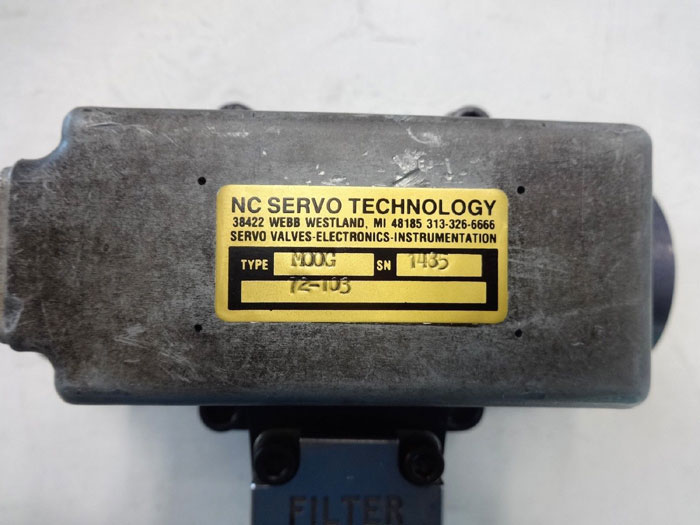 NC SERVO TECHNOLOGY
38422 WEBB WESTLAND, MI 48185 313-326-6666
SERVO VALVES-ELECTRONICS-INSTRUMENTATION
TYPE MOOG SN 1435
72-103
FILTER